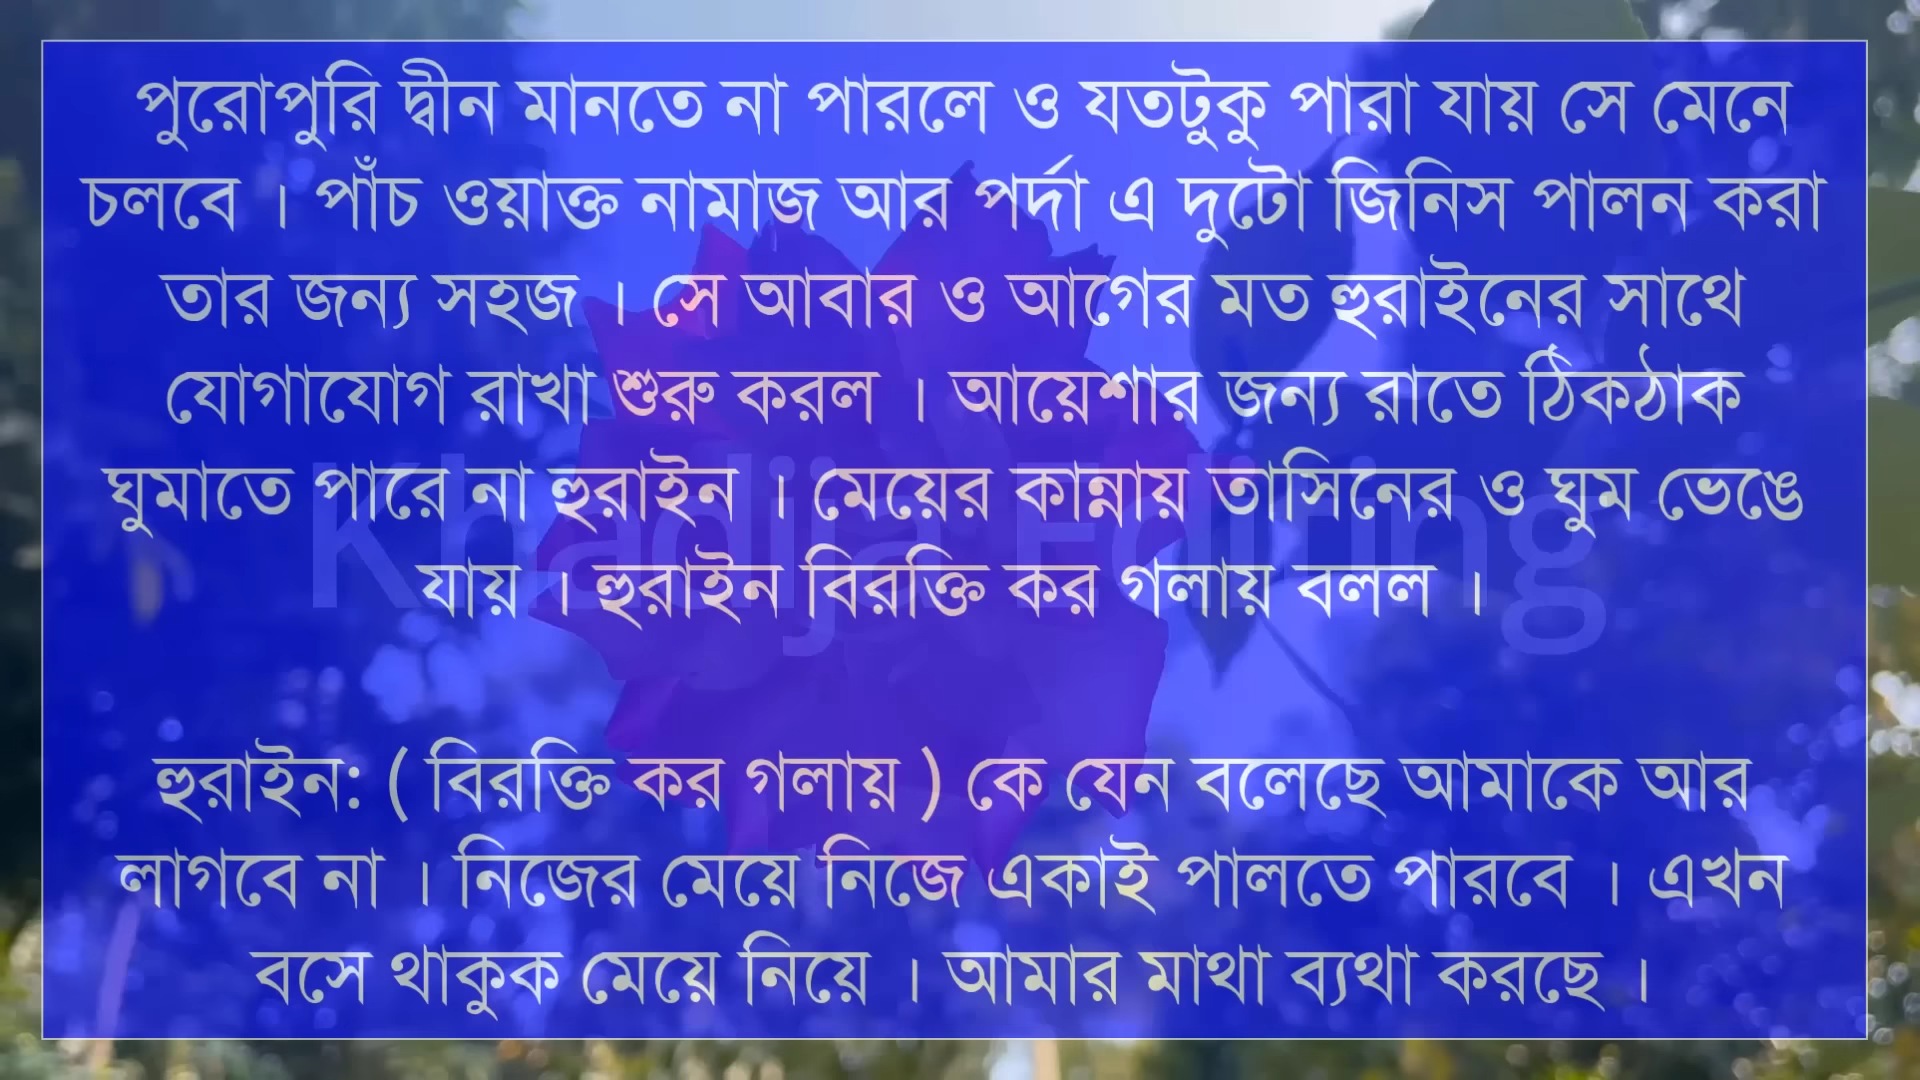 পুরোপুরি দ্বীন মানতে না পারলে ও যতটুকু পারা যায় সে মেনে
চলবে । পাঁচ ওয়াক্ত নামাজ আর পর্দা এ দুটো জিনিস পালন করা
তার জন্য সহজ । সে আবার ও আগের মত হুরাইনের সাথে
যোগাযোগ রাখা শুরু করল । আয়েশার জন্য রাতে ঠিকঠাক
ঘুমাতে পারে না হুরাইন । মেয়ের কান্নায় তাসিনের ও ঘুম ভেঙে
যায় । হুরাইন বিরক্তি কর গলায় বলল ।
Khadija Editing
হুরাইন: ( বিরক্তি কর গলায় ) কে যেন বলেছে আমাকে আর
লাগবে না । নিজের মেয়ে নিজে একাই পালতে পারবে । এখন
বসে থাকুক মেয়ে নিয়ে । আমার মাথা ব্যথা করছে ।